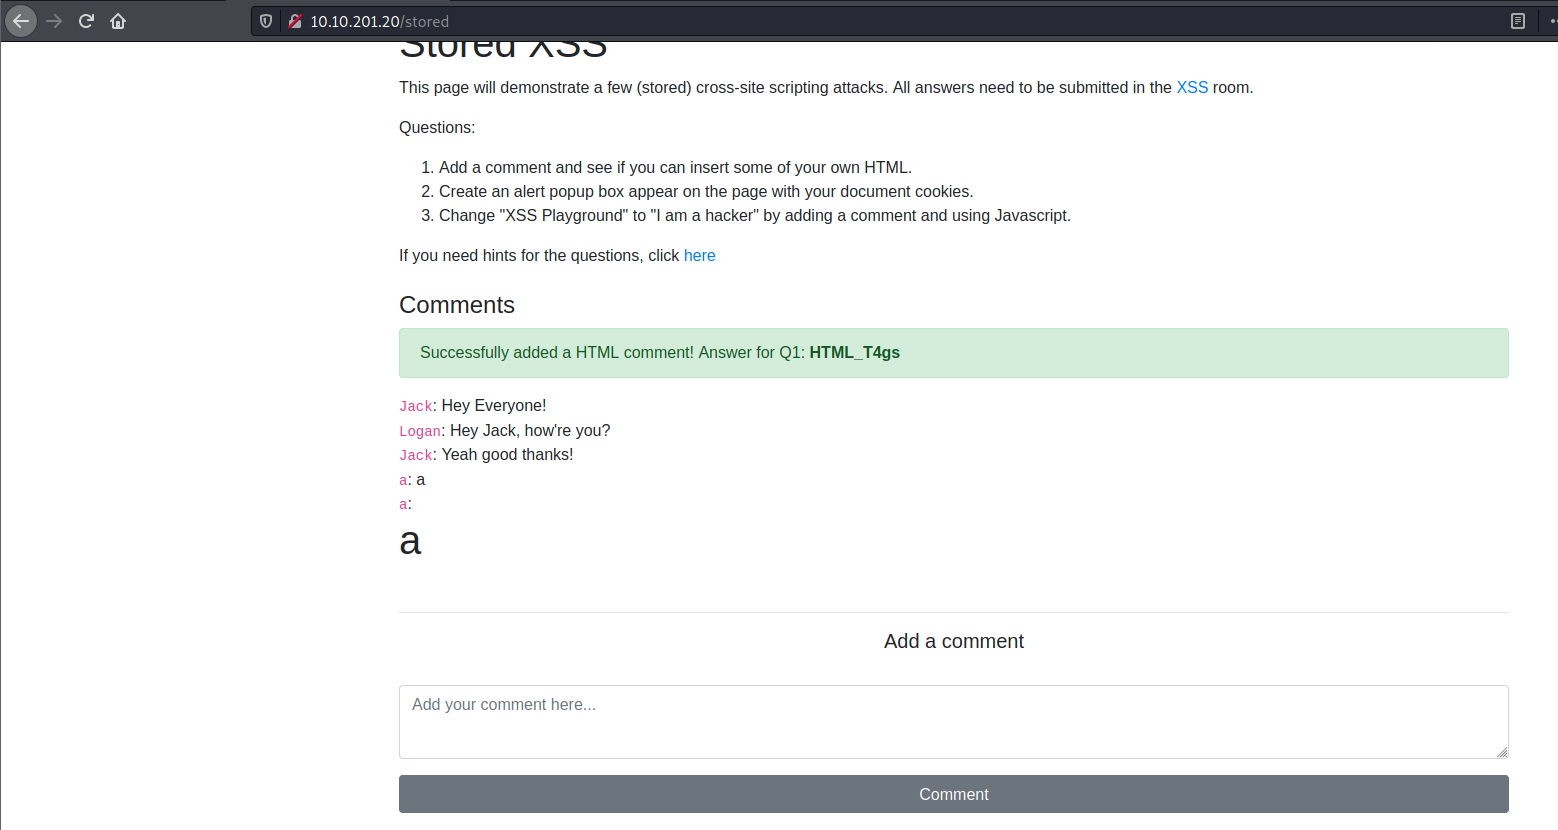 10.10.201.20/stored
Stored XSS
This page will demonstrate a few (stored) cross-site scripting attacks. All answers need to be submitted in the XSS room.
Questions:
1. Add a comment and see if you can insert some of your own HTML.
2. Create an alert popup box appear on the page with your document cookies.
3. Change "XSS Playground" to "I am a hacker" by adding a comment and using Javascript.
If you need hints for the questions, click here
Comments
Successfully added a HTML comment! Answer for Q1: HTML_T4gs
Jack: Hey Everyone!
Logan: Hey Jack, how're you?
Jack: Yeah good thanks!
a: a
a:
a
Add a comment
Add your comment here...
Comment